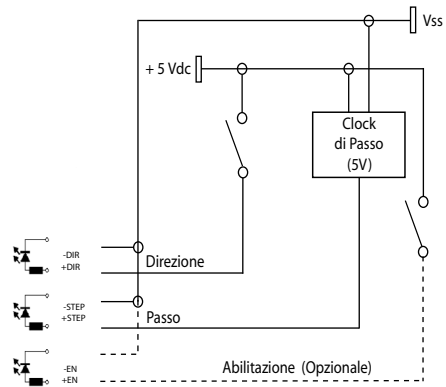 Vss
+ 5 Vdc
Clock
di Passo
(5V)
-DIR
+DIR
Direzione
-STEP
+STEP
Passo
-EN
+EN
Abilitazione (Opzionale)